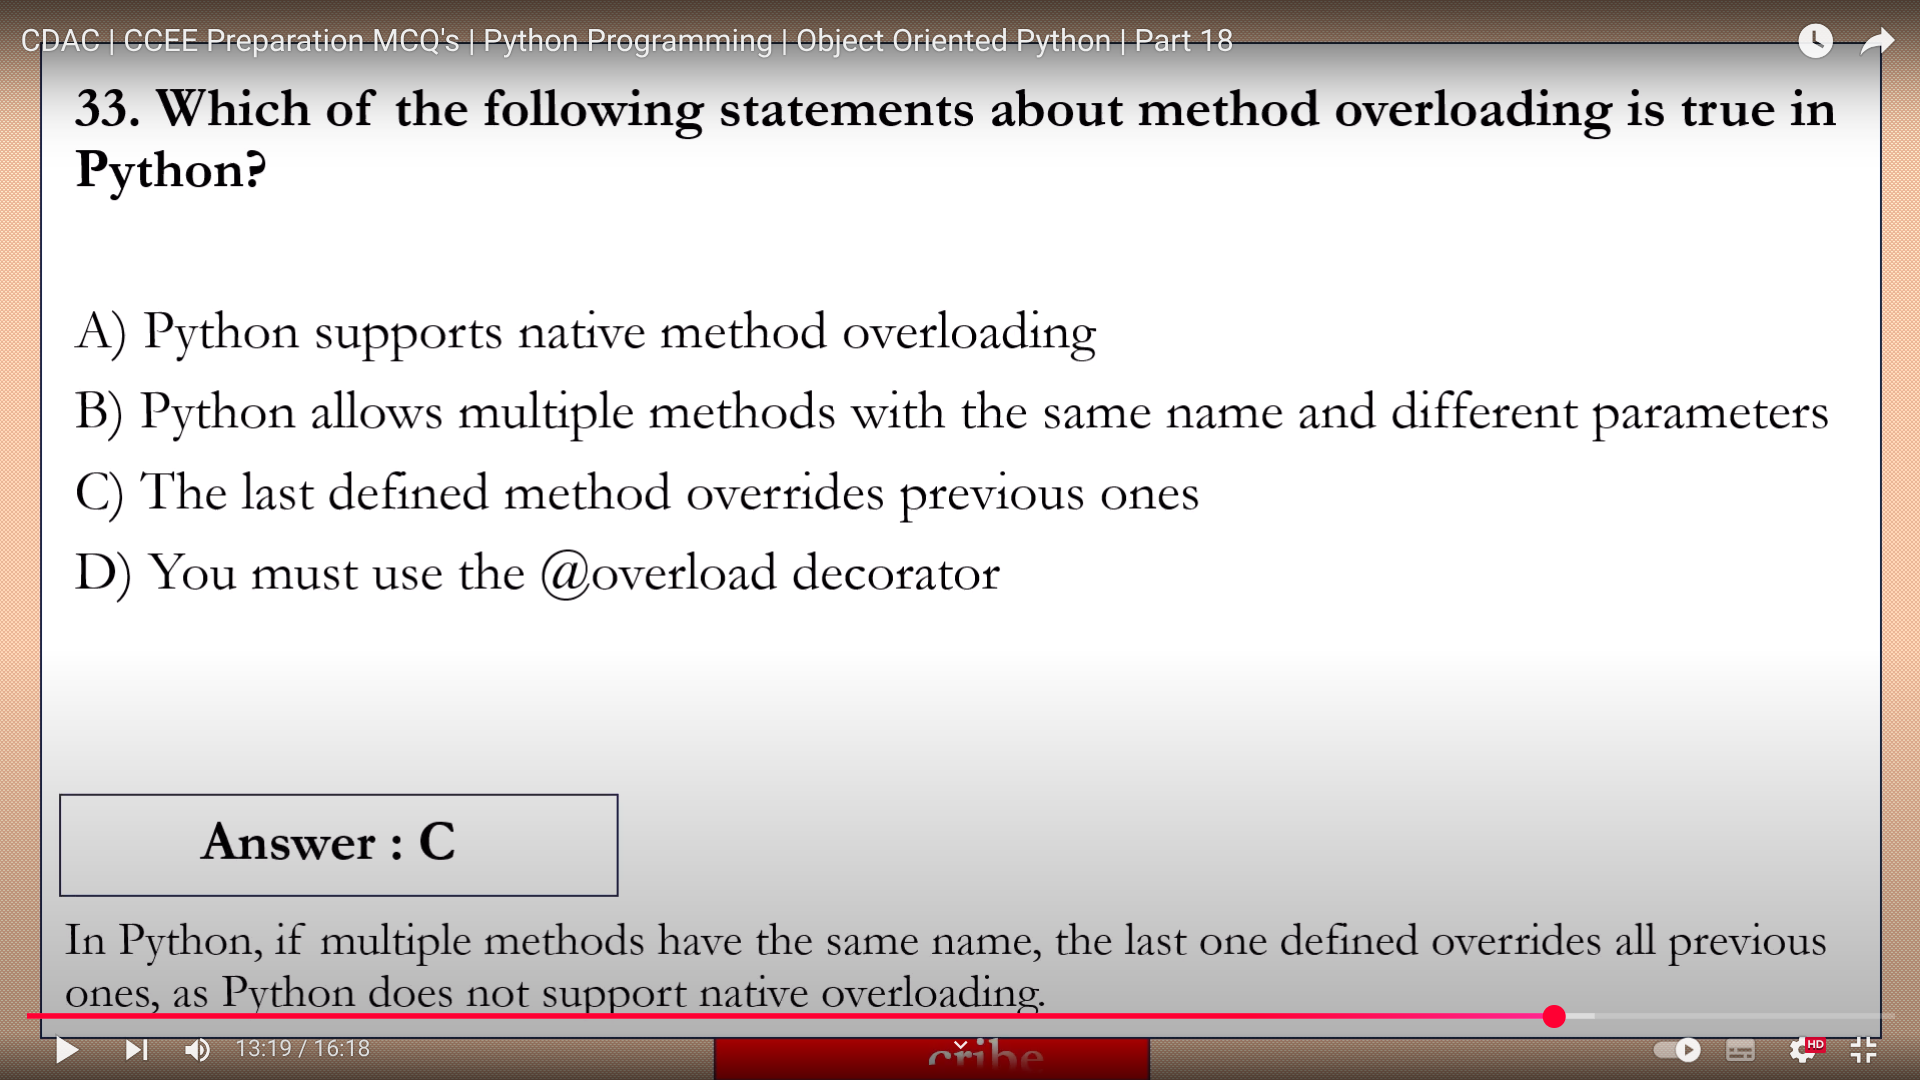 CDAC | CCEE Preparation MCQ's | Python Programming | Object Oriented Python | Part 18
33. Which of the following statements about method overloading is true in
Python?
A) Python supports native method overloading
B) Python allows multiple methods with the same name and different parameters
C) The last defined method overrides previous ones
D) You must use the @overload decorator
Answer : C
In Python, if multiple methods have the same name, the last one defined overrides all previous
ones, as Python does not support native overloading.
13:19 / 16:18
HD